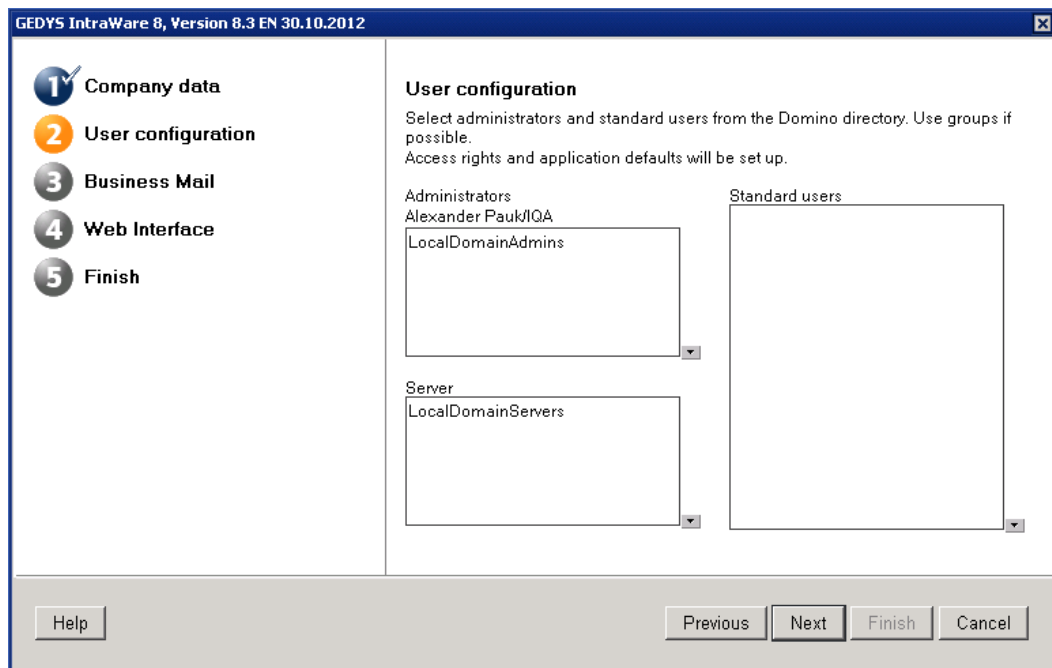 GEDYS IntraWare 8, Version 8.3 EN 30.10.2012
1 Company data
2 User configuration
3 Business Mail
4 Web Interface
5 Finish
User configuration
Select administrators and standard users from the Domino directory. Use groups if
possible.
Access rights and application defaults will be set up.
Administrators
Alexander Pauk/IQA
LocalDomainAdmins
Server
LocalDomainServers
Standard users
Help
Previous Next Finish Cancel